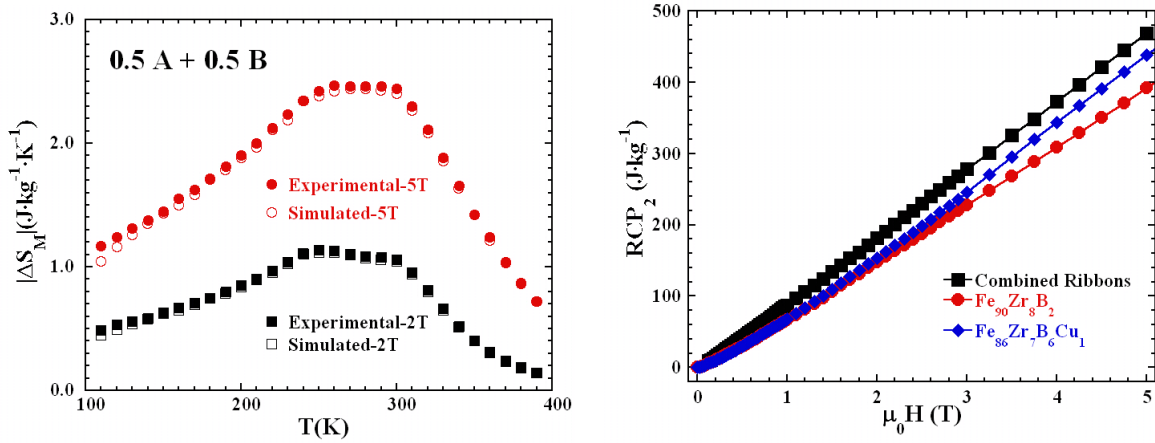 3.0
2.0
1.0
0.0
|ΔS_M|(J·kg⁻¹·K⁻¹)
0.5 A + 0.5 B
Experimental-5T
Simulated-5T
Experimental-2T
Simulated-2T
100 200 300 400
T(K)
500
400
300
200
100
0
RCP₂ (J·kg⁻¹)
Combined Ribbons
Fe₉₀Zr₈B₂
Fe₈₆Zr₇B₆Cu₁
0 1 2 3 4 5
μ₀H (T)